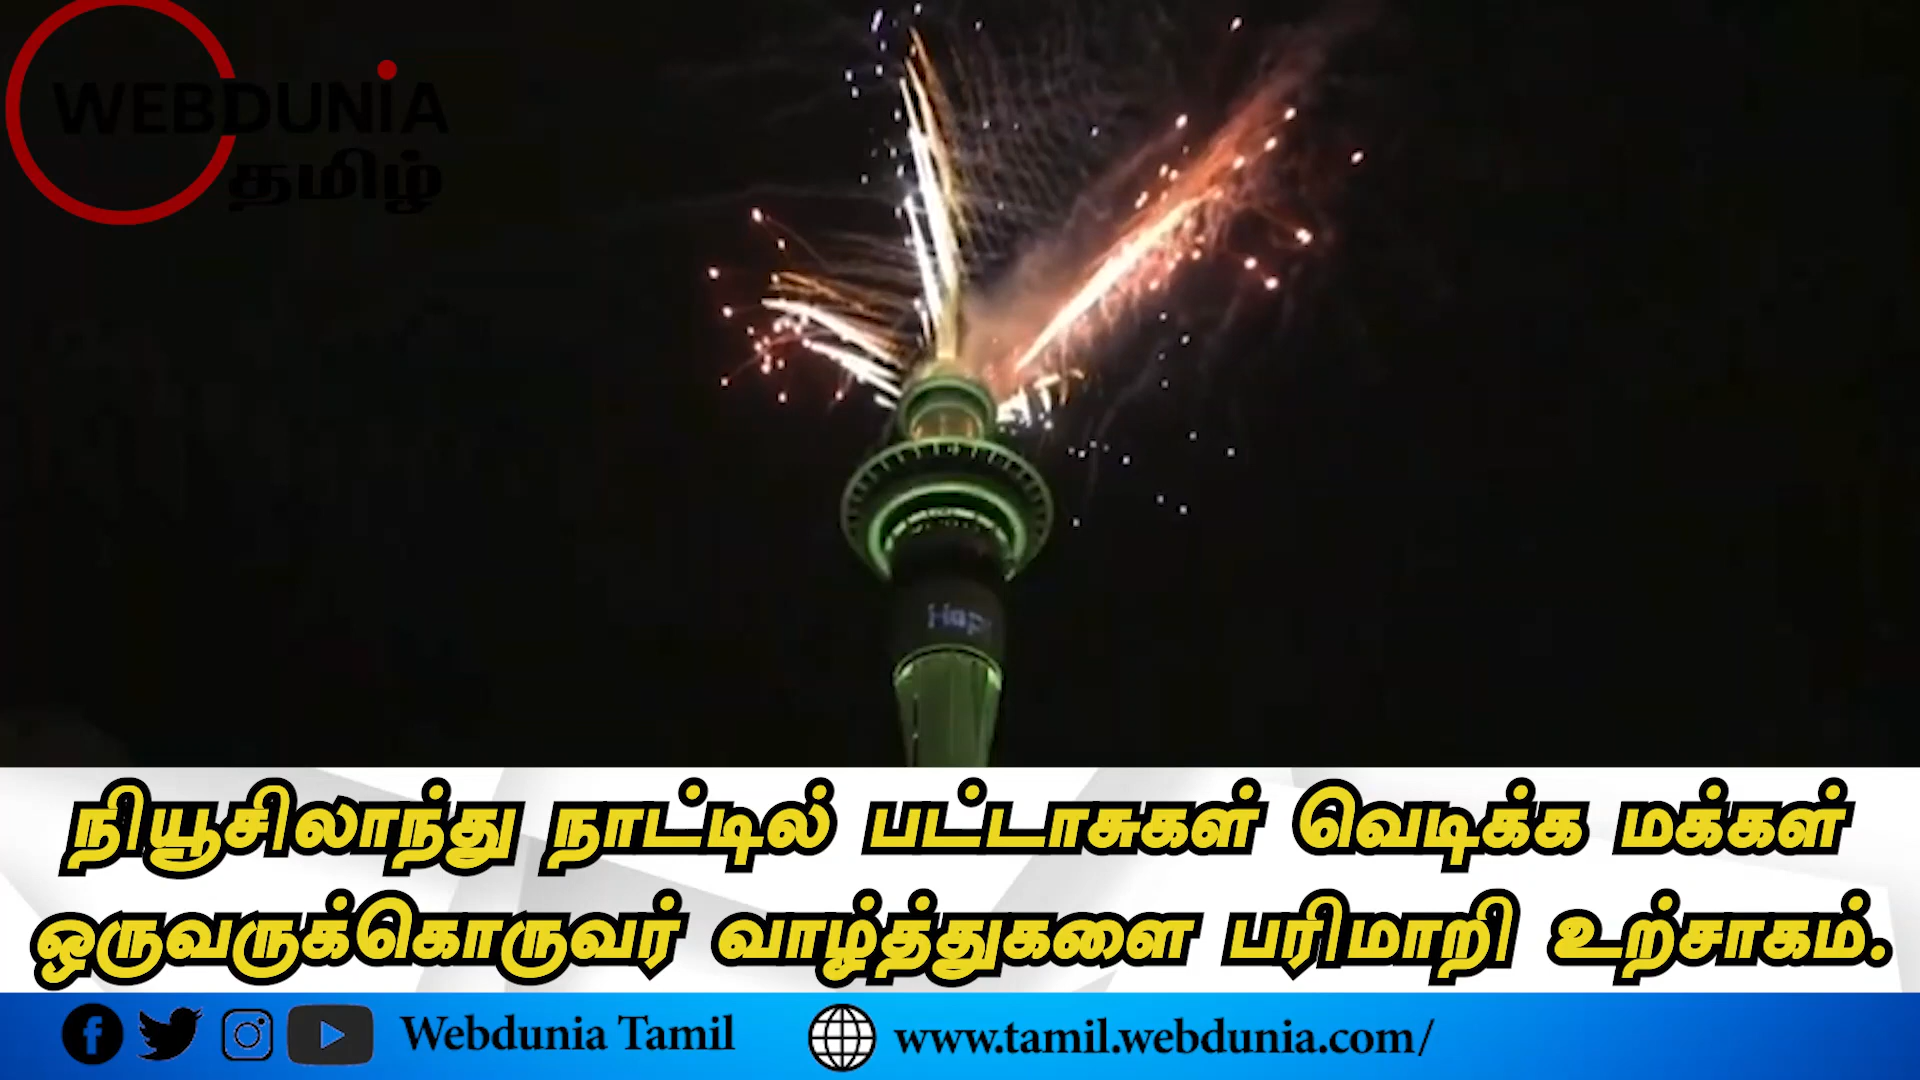 WEBDUNIA
தமிழ்
நியூசிலாந்து நாட்டில் பட்டாசுகள் வெடிக்க மக்கள்
ஒருவருக்கொருவர் வாழ்த்துகளை பரிமாறி உற்சாகம்.
Webdunia Tamil www.tamil.webdunia.com/